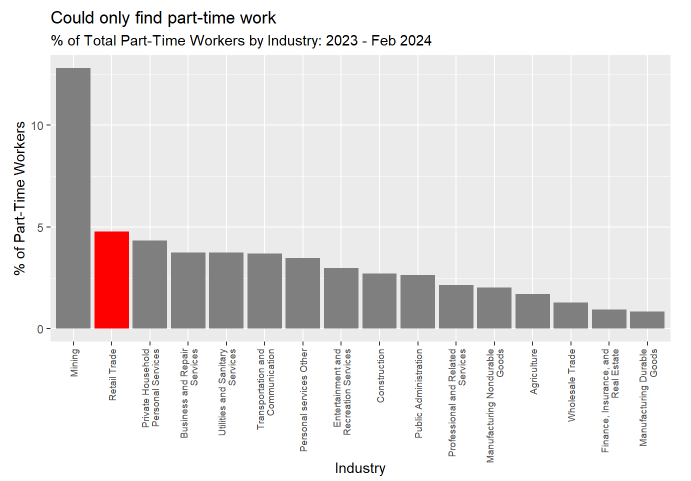 Could only find part-time work
% of Total Part-Time Workers by Industry: 2023 - Feb 2024
% of Part-Time Workers
10
5
0
Mining
Retail Trade
Private Household
Personal Services
Business and Repair
Services
Utilities and Sanitary
Services
Transportation and
Communication
Personal services Other
Entertainment and
Recreation Services
Construction
Public Administration
Professional and Related
Services
Manufacturing Nondurable
Goods
Agriculture
Wholesale Trade
Finance, Insurance, and
Real Estate
Manufacturing Durable
Goods
Industry